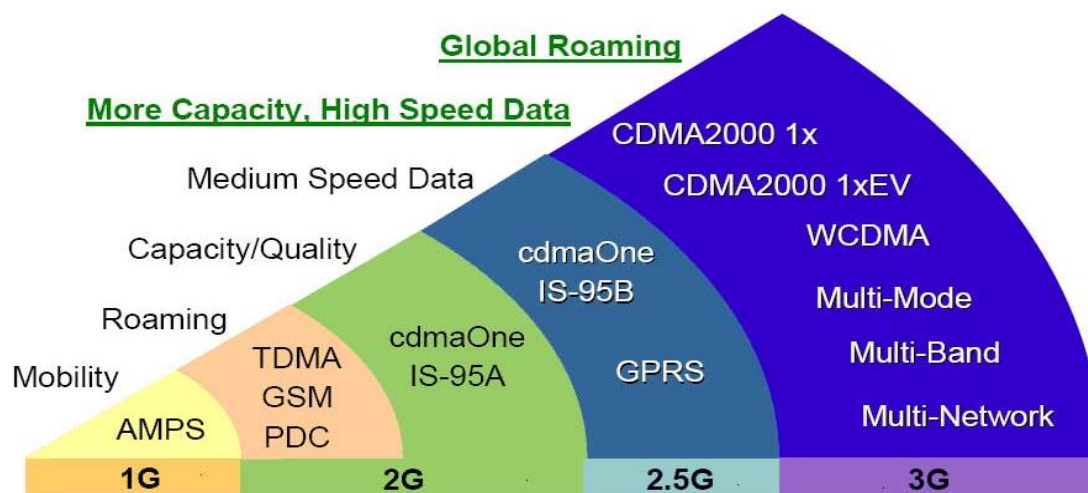 Global Roaming
More Capacity, High Speed Data
Medium Speed Data
Capacity/Quality
Roaming
Mobility
AMPS
TDMA
GSM
PDC
cdmaOne
IS-95A
cdmaOne
IS-95B
GPRS
CDMA2000 1x
CDMA2000 1xEV
WCDMA
Multi-Mode
Multi-Band
Multi-Network
1G
2G
2.5G
3G